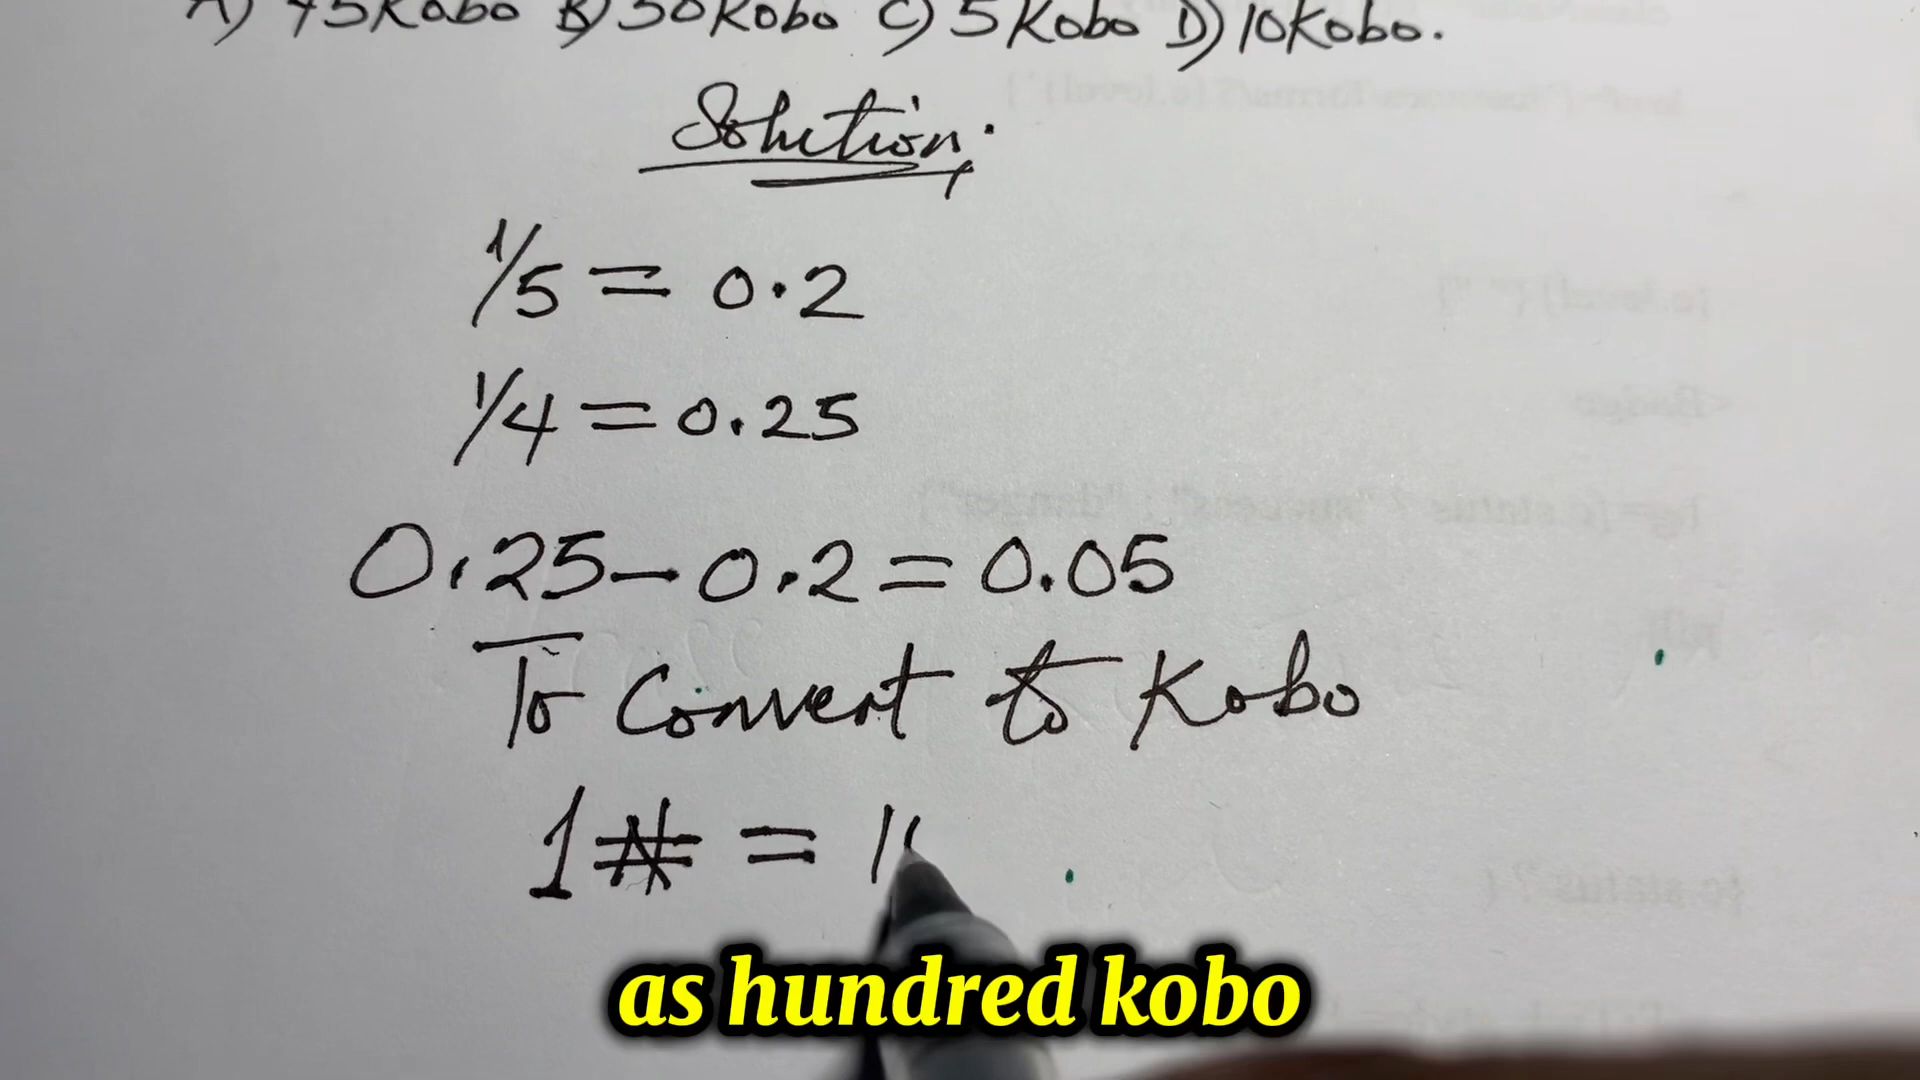 A) 45Kobo B) 50Kobo C) 5Kobo D) 10Kobo.
Solution.
1/5 = 0.2
1/4 = 0.25
0.25 - 0.2 = 0.05
To Convert to Kobo
1₦ = 1
as hundred kobo